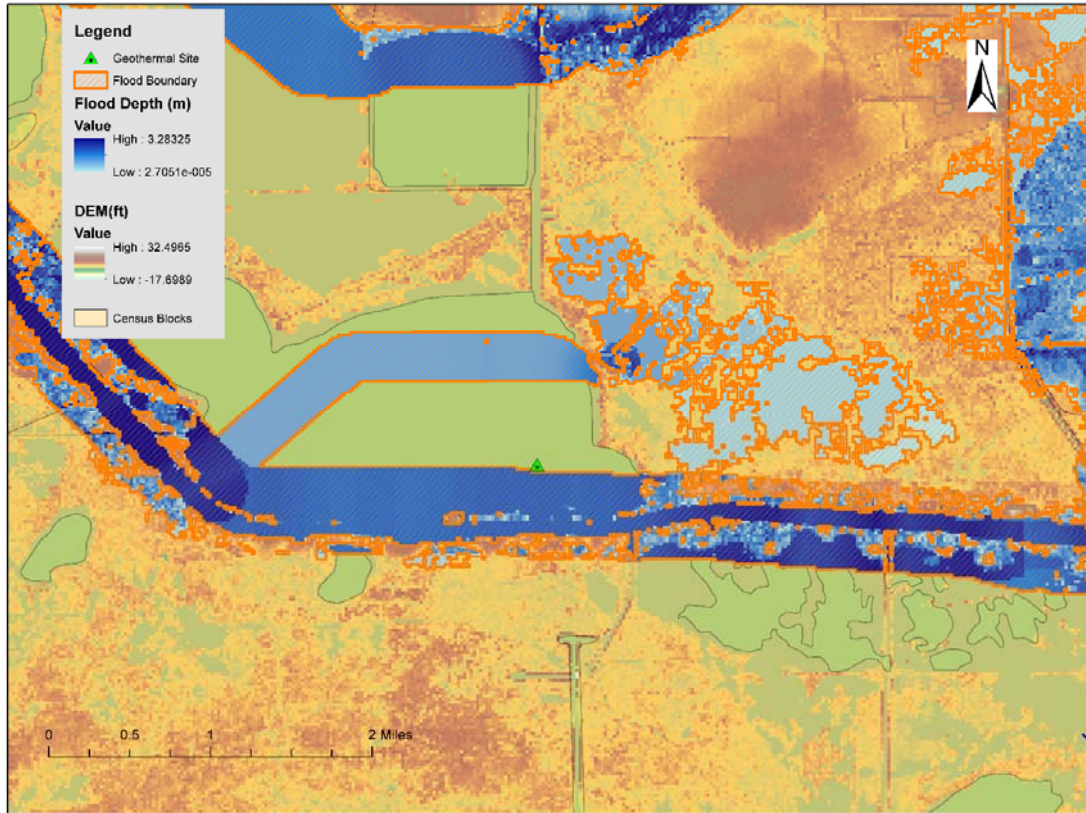 Legend
Geothermal Site
Flood Boundary
Flood Depth (m)
Value
High : 3.28325
Low : 2.7051e-005
DEM(ft)
Value
High : 32.4965
Low : -17.6989
Census Blocks
N
0 0.5 1 2 Miles